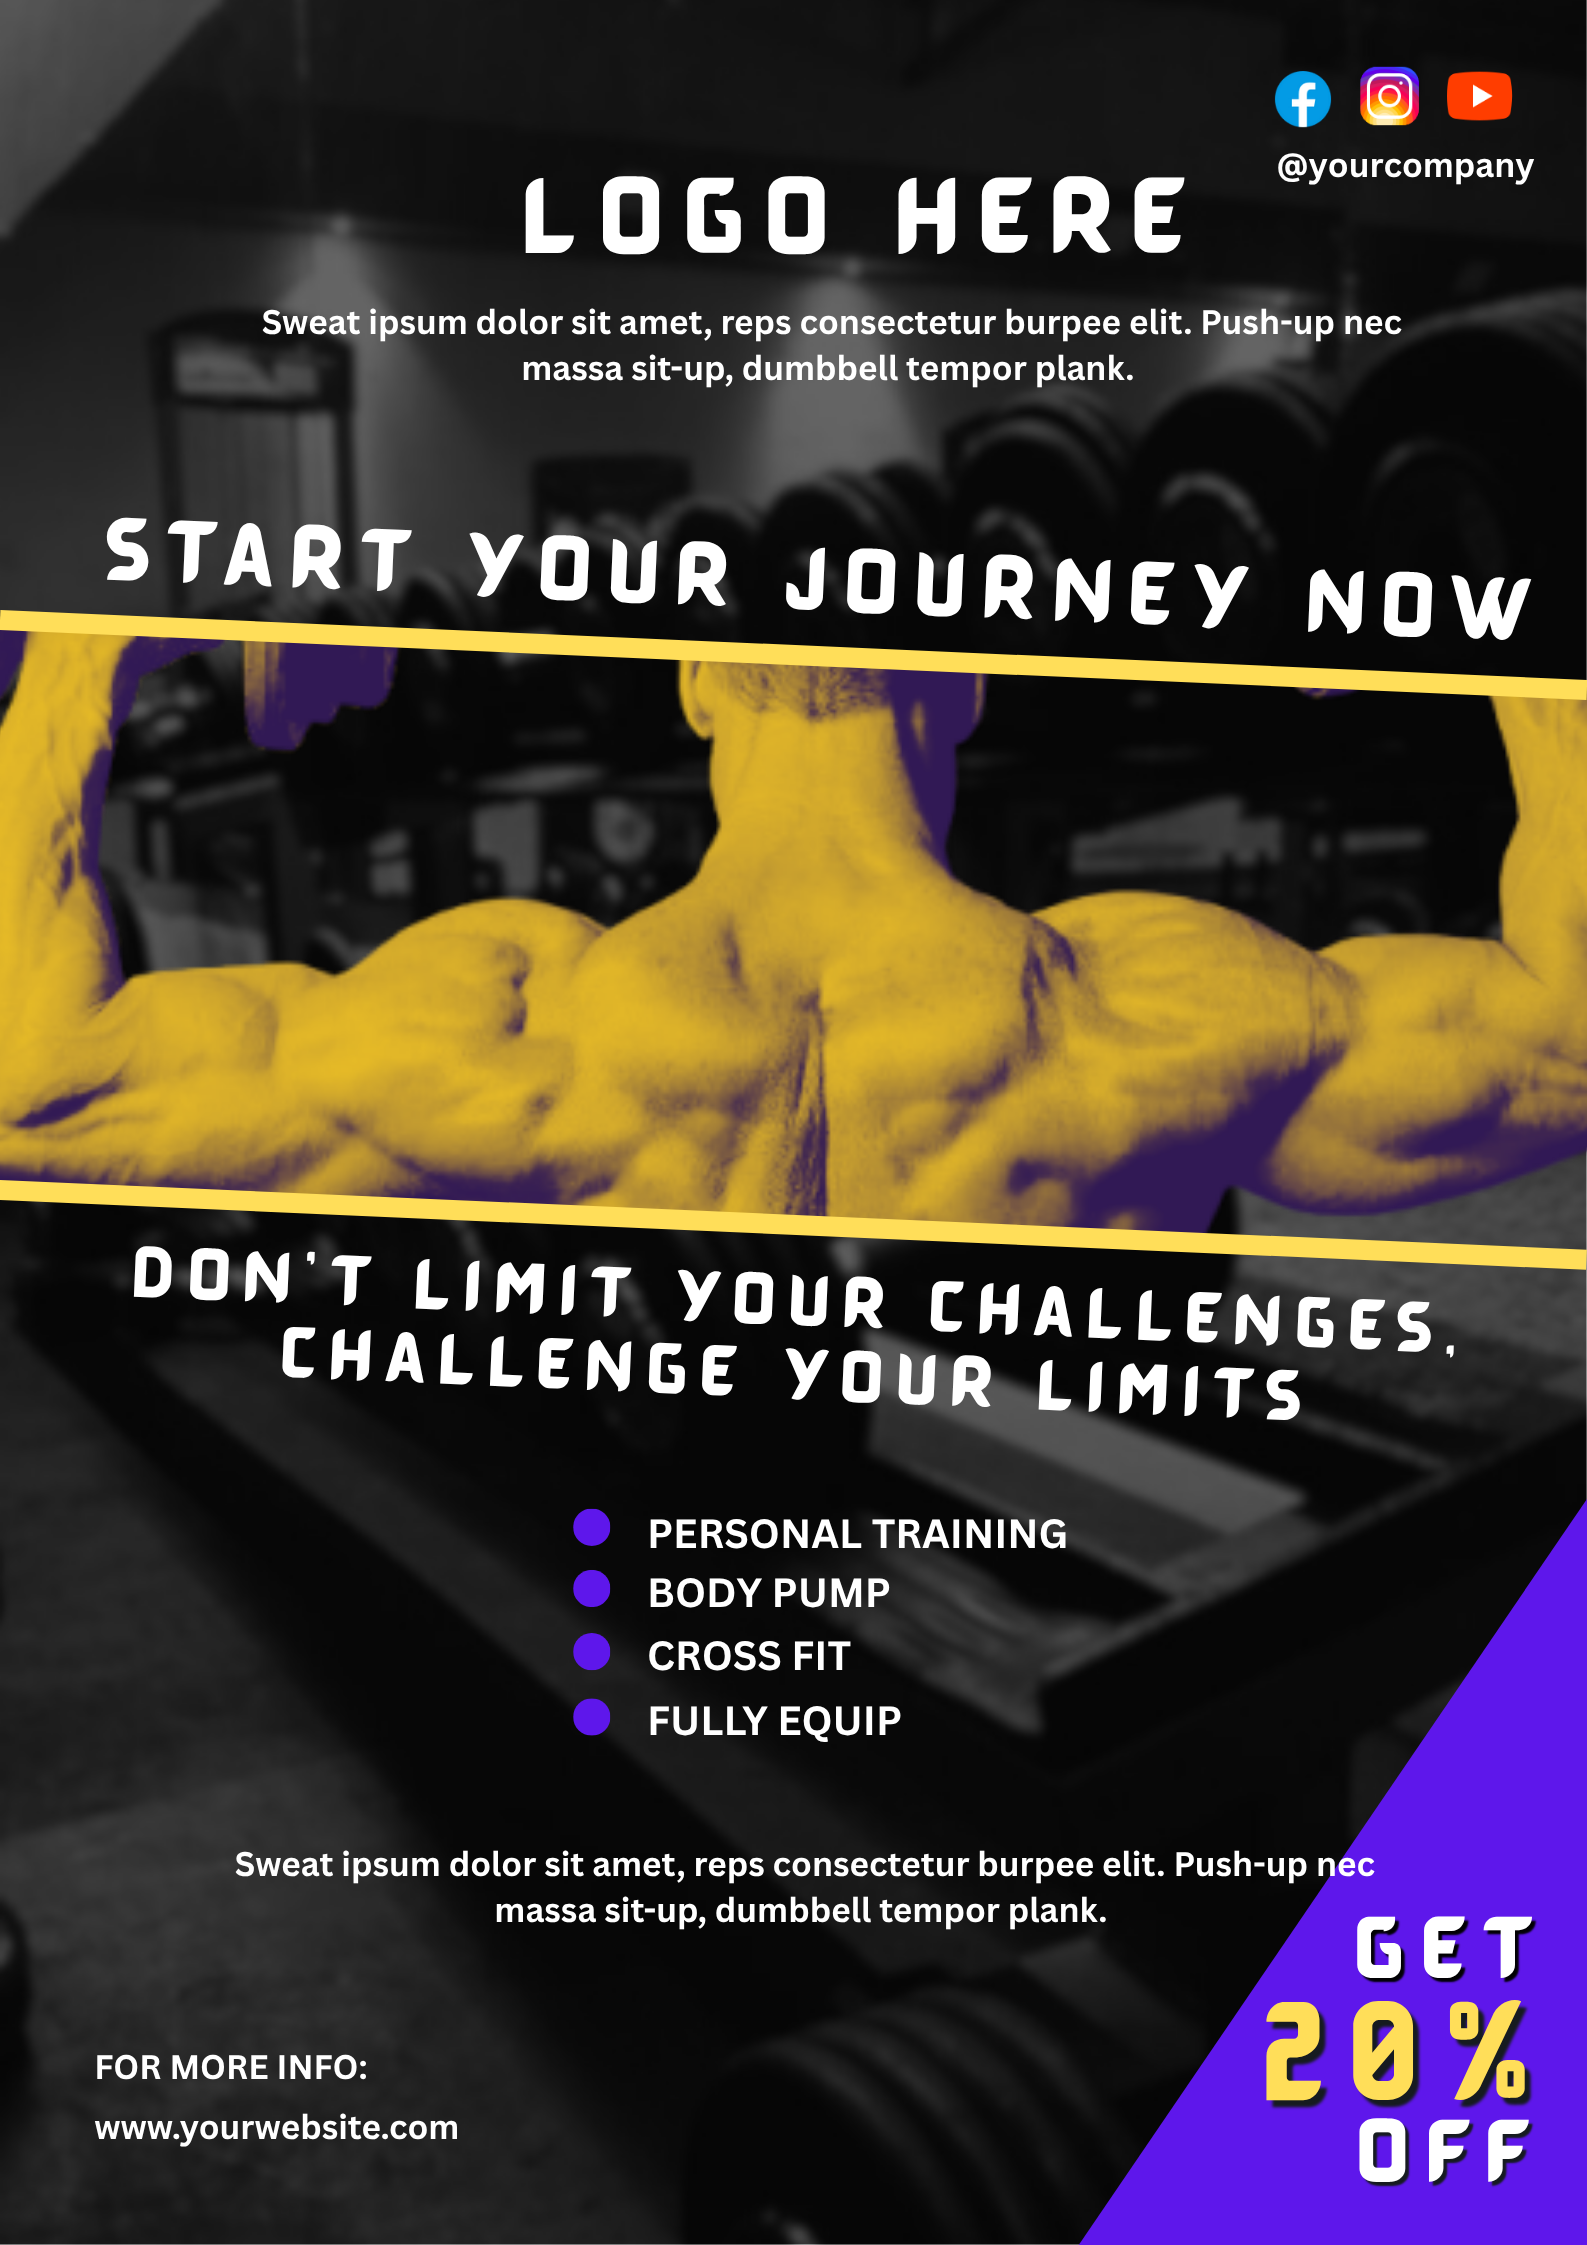 @yourcompany
LOGO HERE
Sweat ipsum dolor sit amet, reps consectetur burpee elit. Push-up nec
massa sit-up, dumbbell tempor plank.
START YOUR JOURNEY NOW
DON'T LIMIT YOUR CHALLENGES,
CHALLENGE YOUR LIMITS
PERSONAL TRAINING
BODY PUMP
CROSS FIT
FULLY EQUIP
Sweat ipsum dolor sit amet, reps consectetur burpee elit. Push-up nec
massa sit-up, dumbbell tempor plank.
GET
20%
OFF
FOR MORE INFO:
www.yourwebsite.com